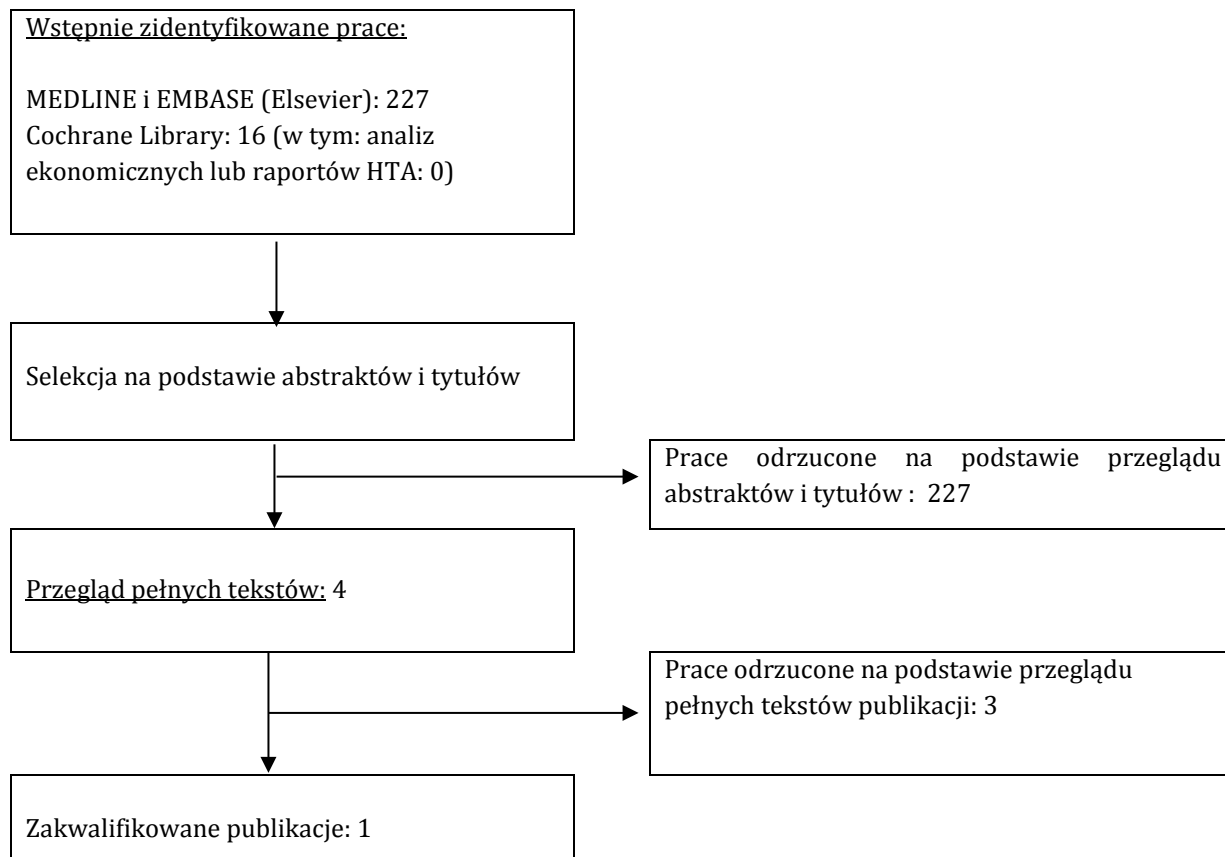 Wstępnie zidentyfikowane prace:
MEDLINE i EMBASE (Elsevier): 227
Cochrane Library: 16 (w tym: analiz
ekonomicznych lub raportów HTA: 0)
Selekcja na podstawie abstraktów i tytułów
Prace odrzucone na podstawie przeglądu
abstraktów i tytułów : 227
Przegląd pełnych tekstów: 4
Prace odrzucone na podstawie przeglądu
pełnych tekstów publikacji: 3
Zakwalifikowane publikacje: 1